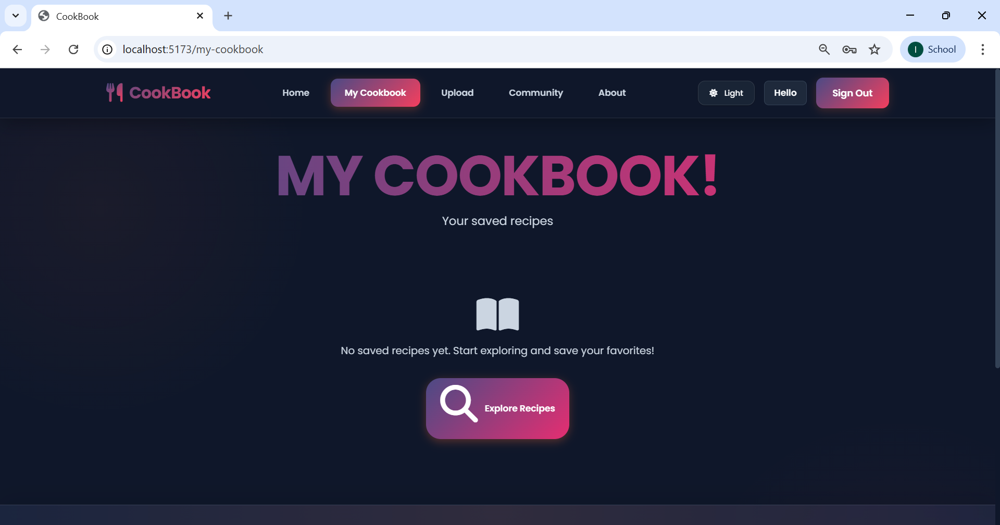 CookBook
localhost:5173/my-cookbook
I School
CookBook Home My Cookbook Upload Community About Light Hello Sign Out
MY COOKBOOK!
Your saved recipes
No saved recipes yet. Start exploring and save your favorites!
Explore Recipes